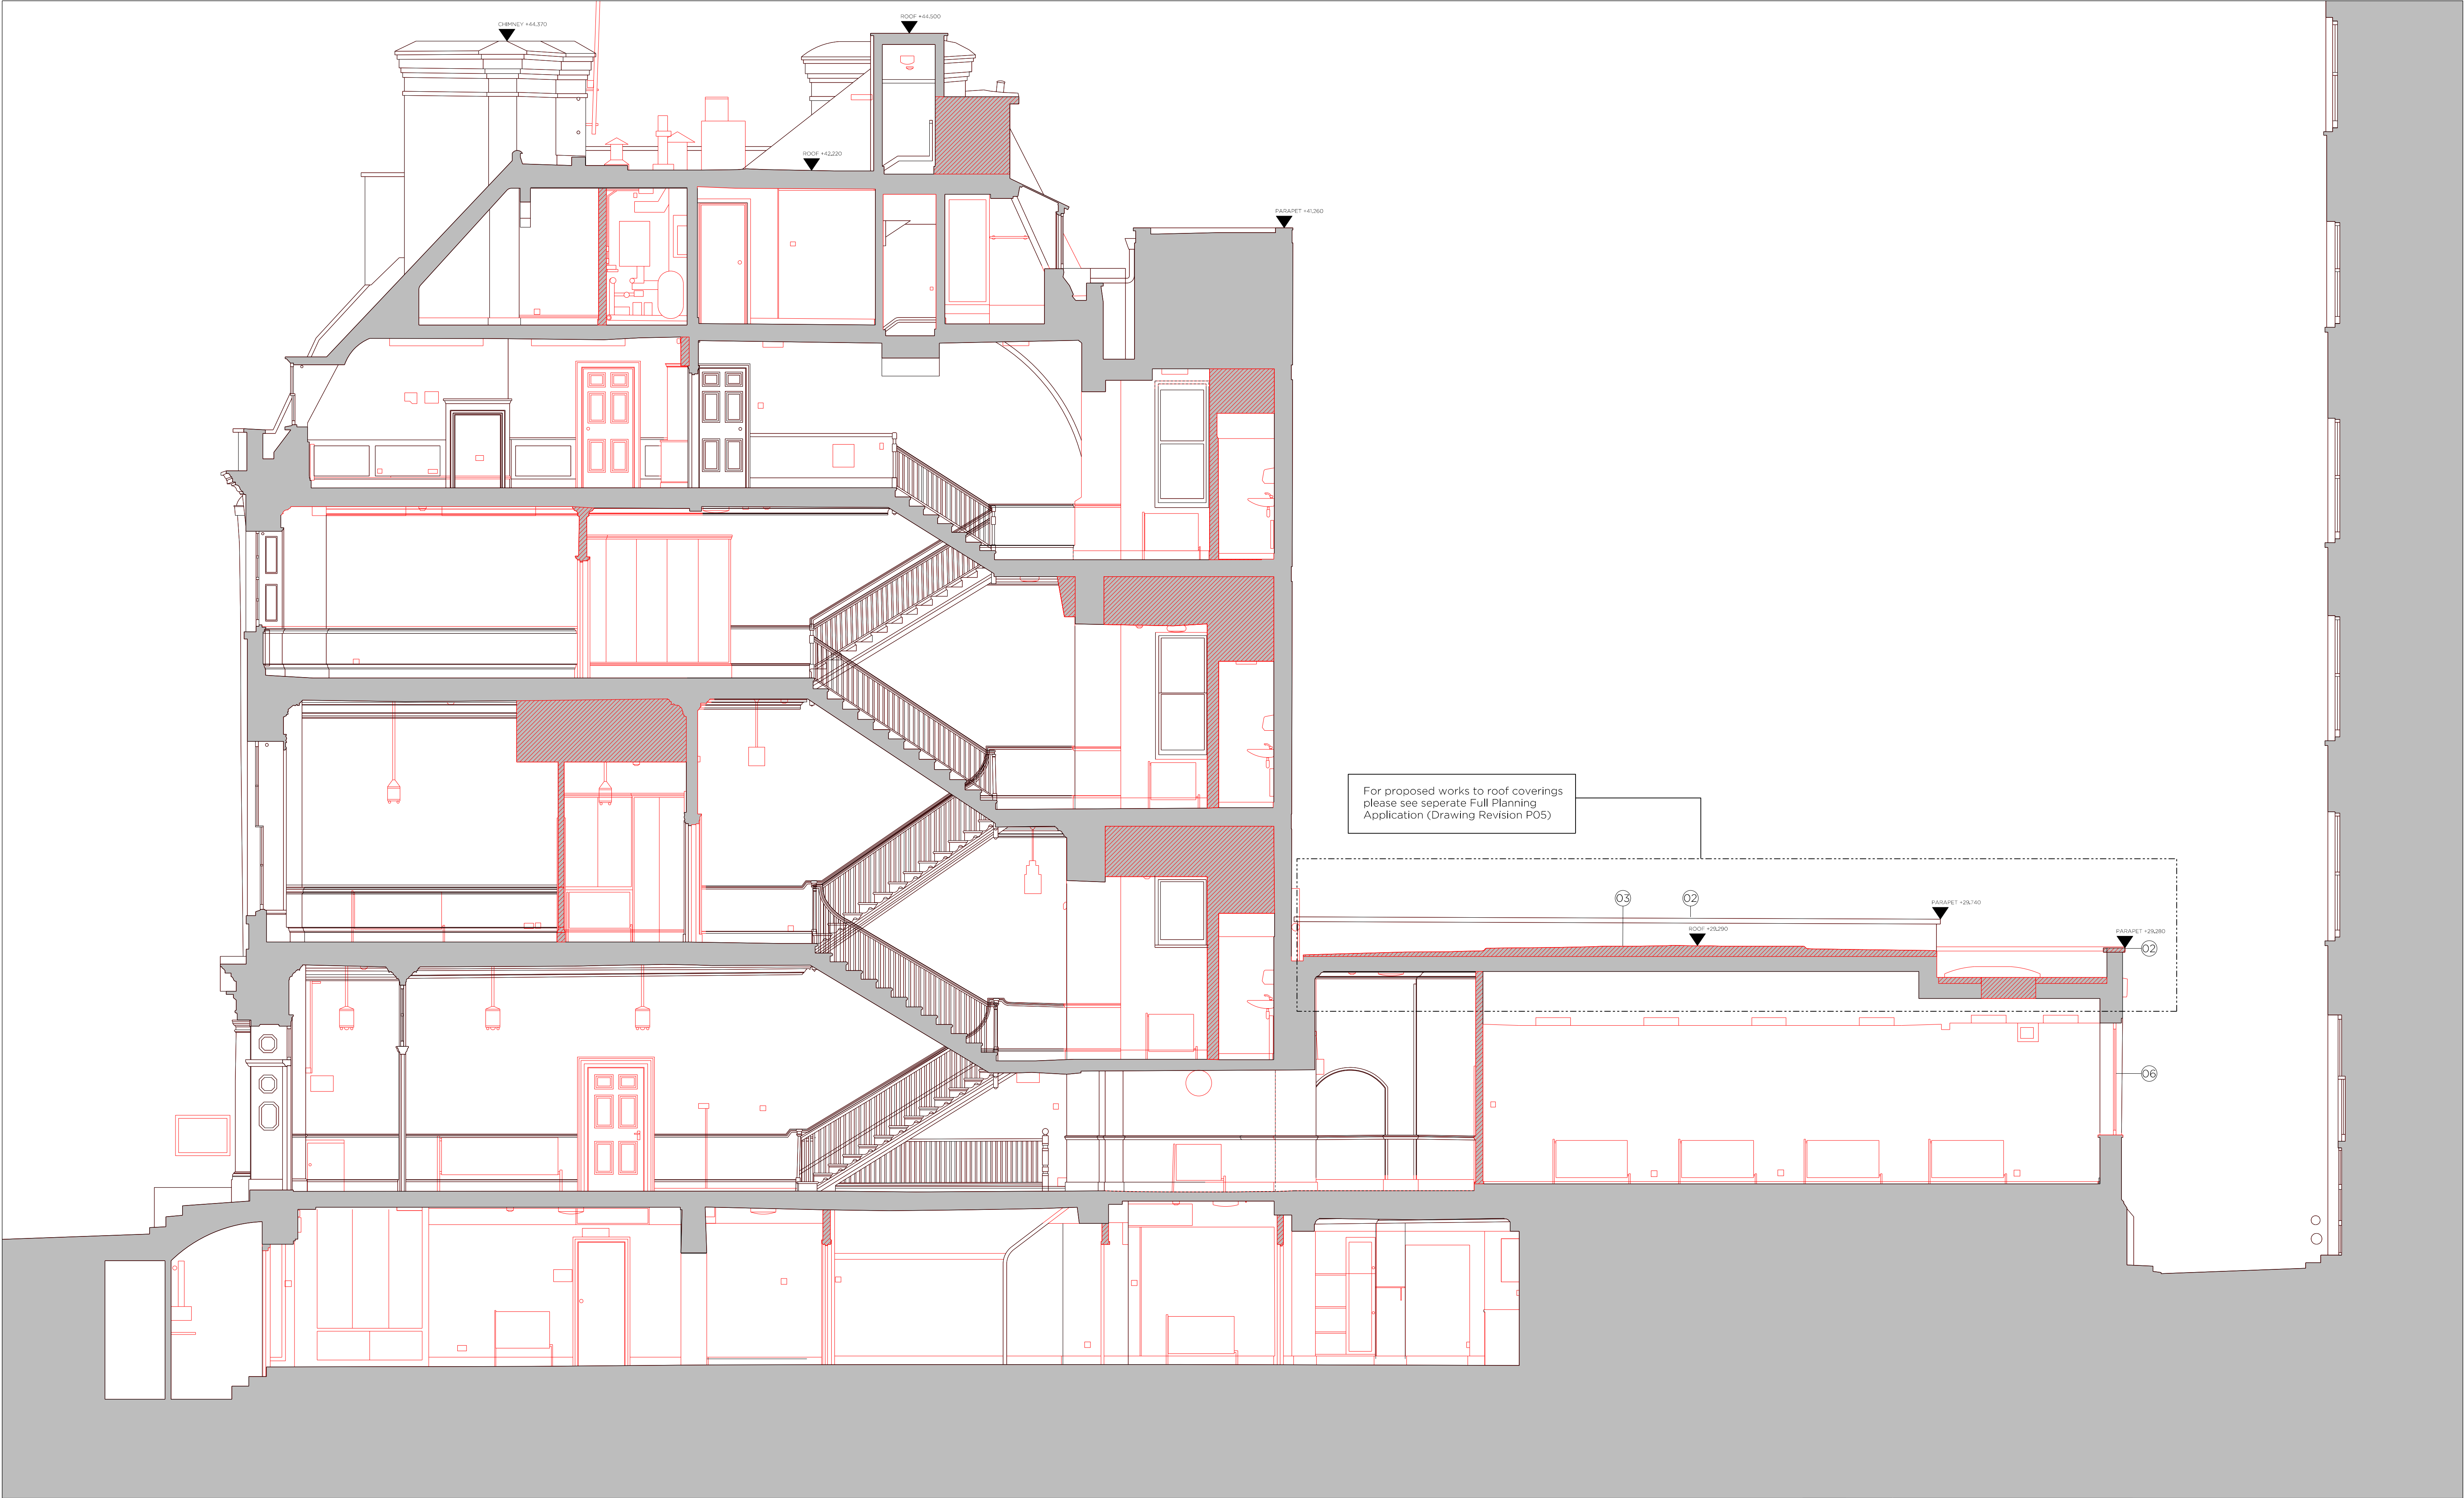 ROOF +44,500
CHIMNEY +44,370
ROOF +42,220
PARAPET +41,260
For proposed works to roof coverings
please see seperate Full Planning
Application (Drawing Revision P05)
03
02
PARAPET +29,740
ROOF +29,290
PARAPET +29,280
02
06